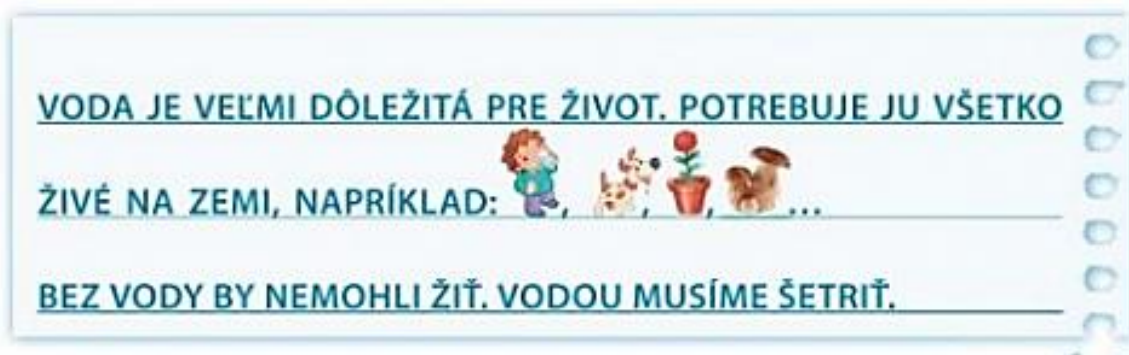 VODA JE VEĽMI DÔLEŽITÁ PRE ŽIVOT. POTREBUJE JU VŠETKO
ŽIVÉ NA ZEMI, NAPRÍKLAD: , , , ...
BEZ VODY BY NEMOHLI ŽIŤ. VODOU MUSÍME ŠETRIŤ.